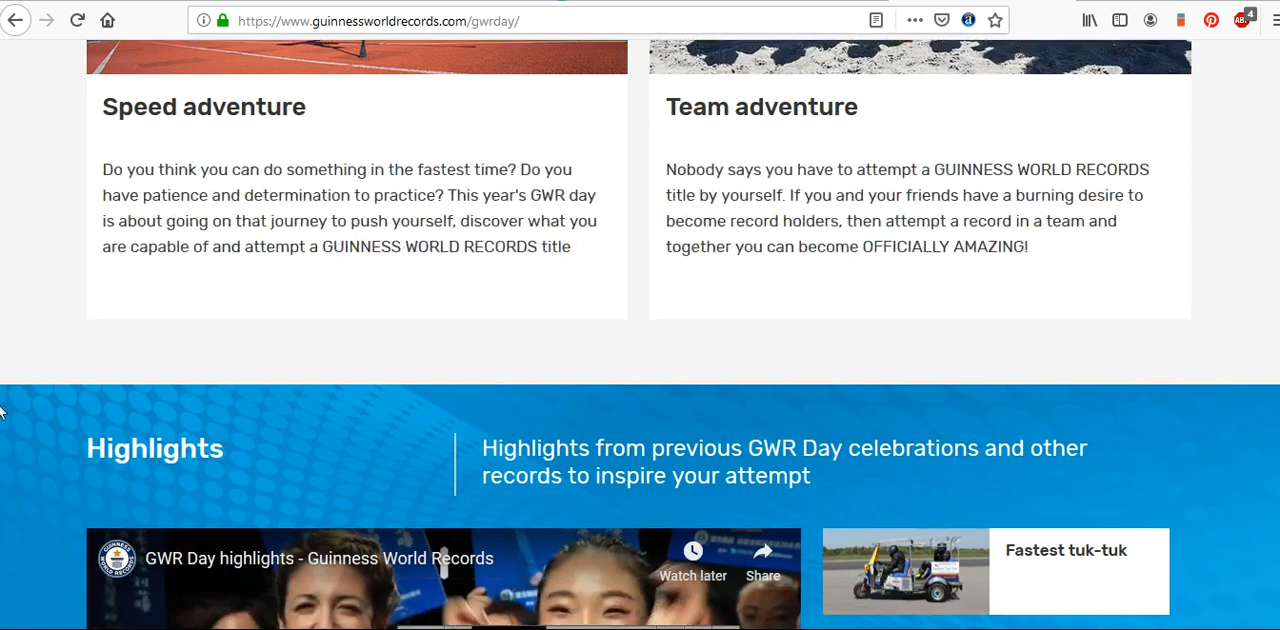 https://www.guinnessworldrecords.com/gwrday/
4
Speed adventure
Do you think you can do something in the fastest time? Do you
have patience and determination to practice? This year's GWR day
is about going on that journey to push yourself, discover what you
are capable of and attempt a GUINNESS WORLD RECORDS title
Team adventure
Nobody says you have to attempt a GUINNESS WORLD RECORDS
title by yourself. If you and your friends have a burning desire to
become record holders, then attempt a record in a team and
together you can become OFFICIALLY AMAZING!
Highlights
Highlights from previous GWR Day celebrations and other
records to inspire your attempt
GWR Day highlights - Guinness World Records
Watch later
Share
Fastest tuk-tuk